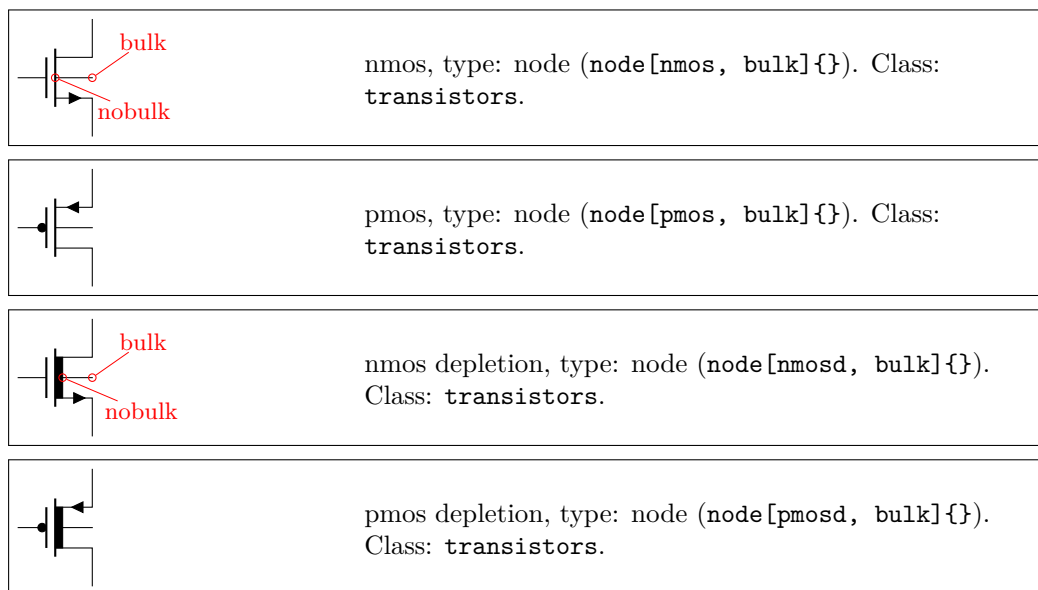 bulk
nobulk
nmos, type: node (node[nmos, bulk]{}). Class:
transistors.
pmos, type: node (node[pmos, bulk]{}). Class:
transistors.
bulk
nobulk
nmos depletion, type: node (node[nmosd, bulk]{}).
Class: transistors.
pmos depletion, type: node (node[pmosd, bulk]{}).
Class: transistors.